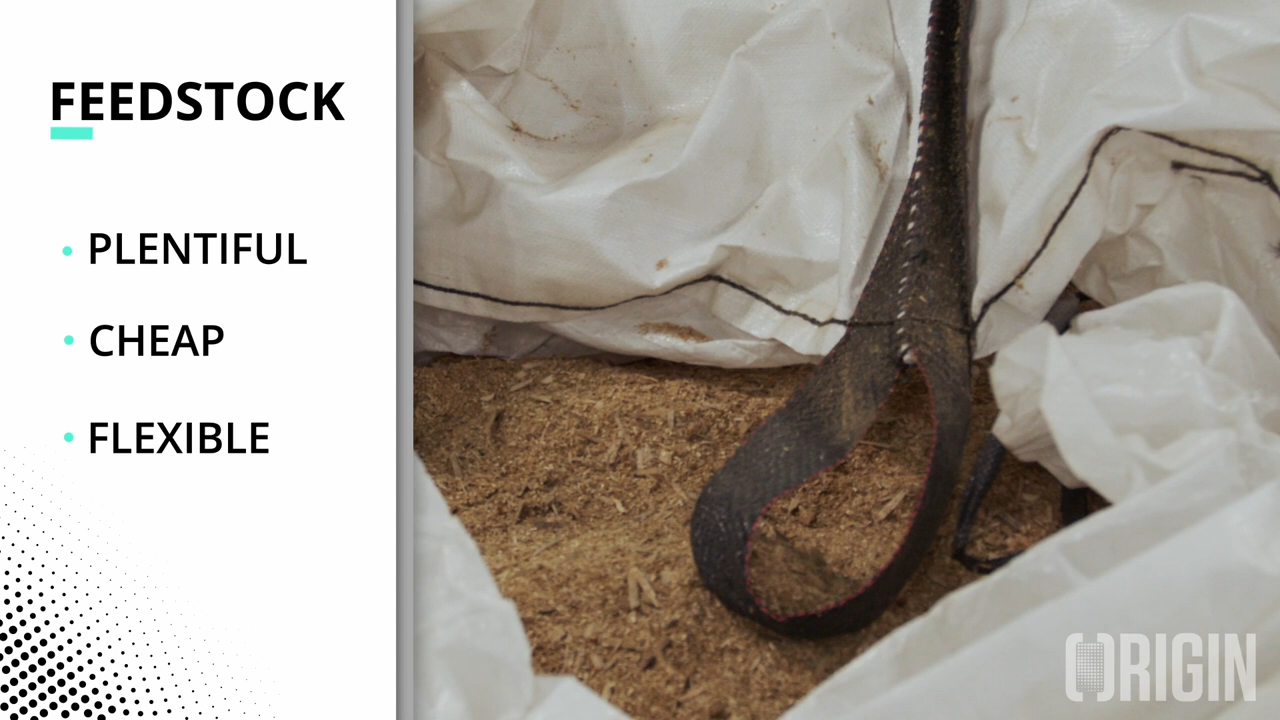 FEEDSTOCK
• PLENTIFUL
• CHEAP
• FLEXIBLE
ORIGIN